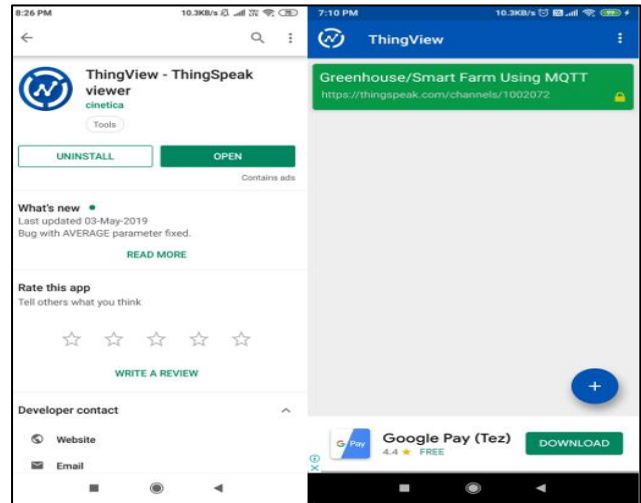 8:26 PM
10.3KB/s
ThingView - ThingSpeak
viewer
cinetica
Tools
UNINSTALL
OPEN
Contains ads
What's new
Last updated 03-May-2019
Bug with AVERAGE parameter fixed.
READ MORE
Rate this app
Tell others what you think
WRITE A REVIEW
Developer contact
Website
Email
7:10 PM
10.3KB/s
ThingView
Greenhouse/Smart Farm Using MQTT
https://thingspeak.com/channels/1002072
G Pay
Google Pay (Tez)
4.4 ★ FREE
DOWNLOAD